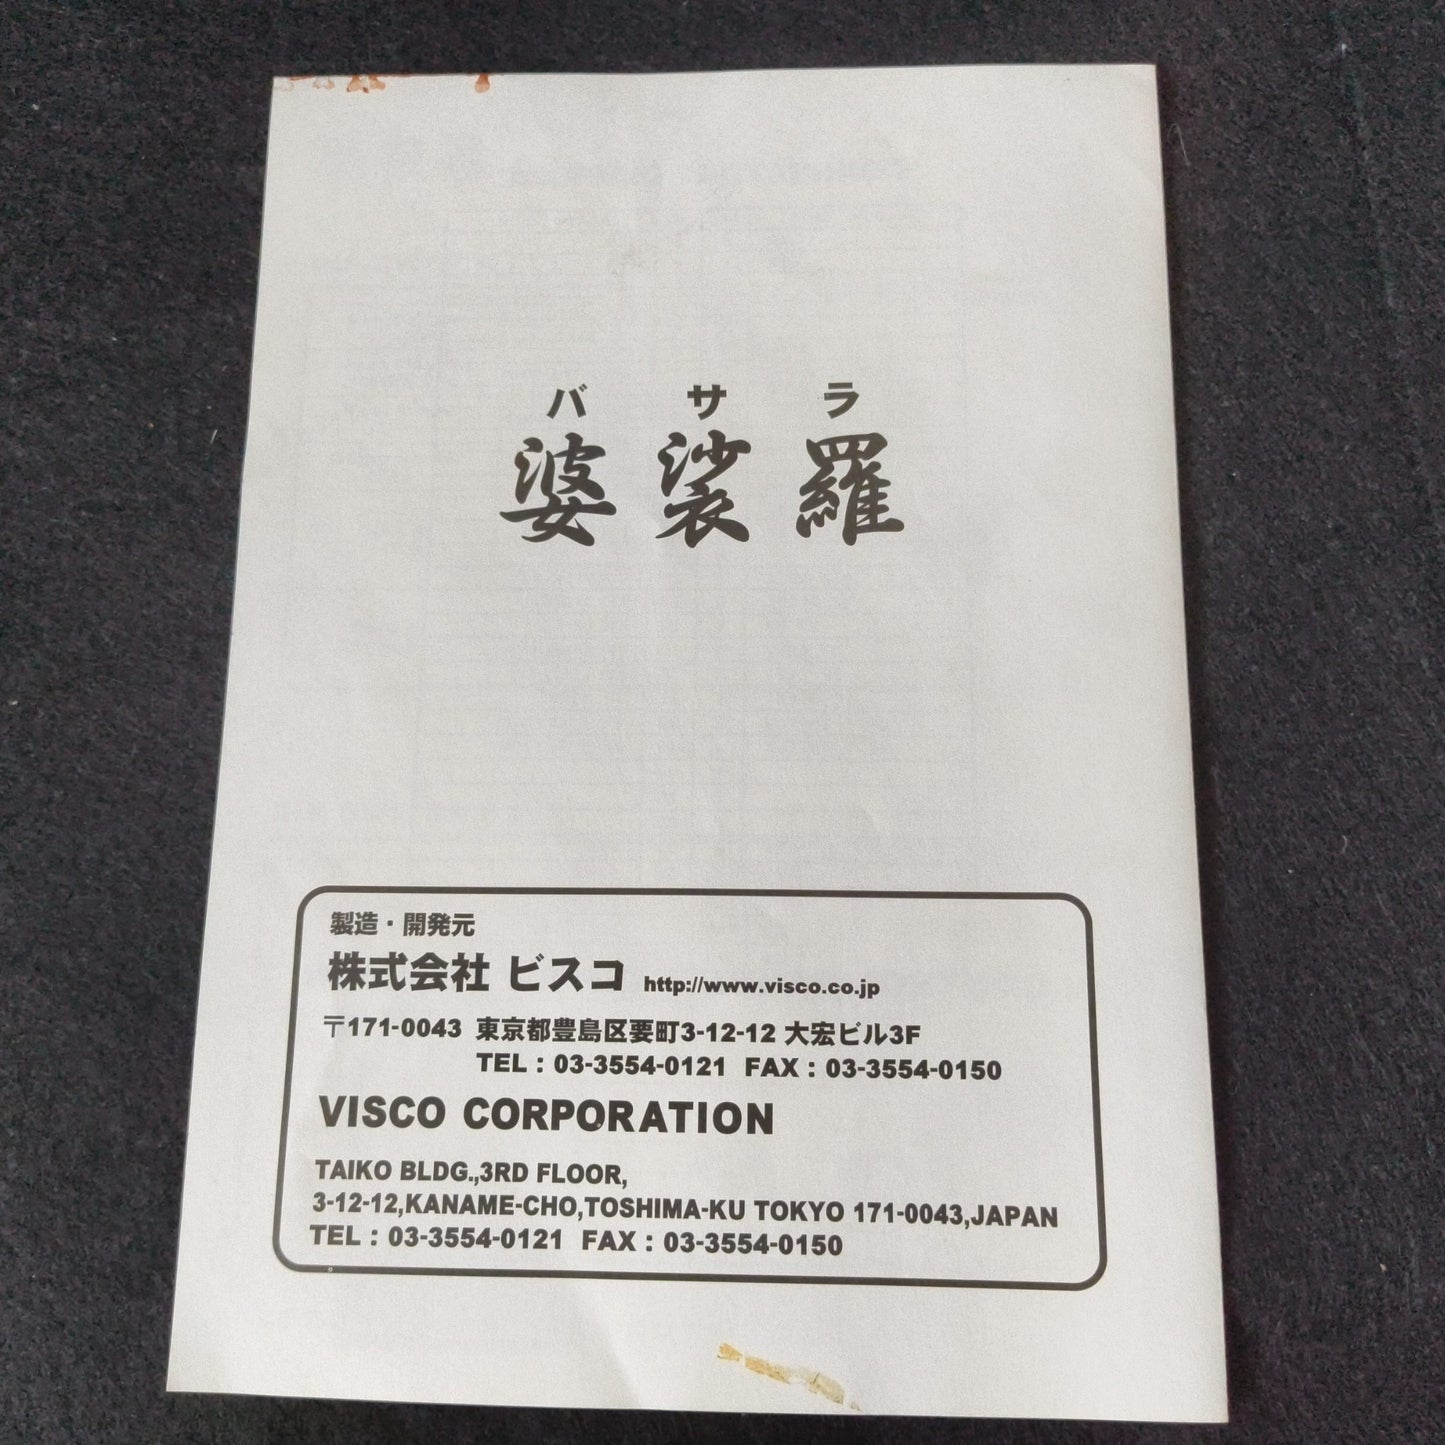 バサラ
婆裟羅
製造・開発元
株式会社 ビスコ http://www.visco.co.jp
〒171-0043 東京都豊島区要町3-12-12 大宏ビル3F
TEL : 03-3554-0121 FAX : 03-3554-0150
VISCO CORPORATION
TAIKO BLDG.,3RD FLOOR,
3-12-12,KANAME-CHO,TOSHIMA-KU TOKYO 171-0043,JAPAN
TEL : 03-3554-0121 FAX : 03-3554-0150